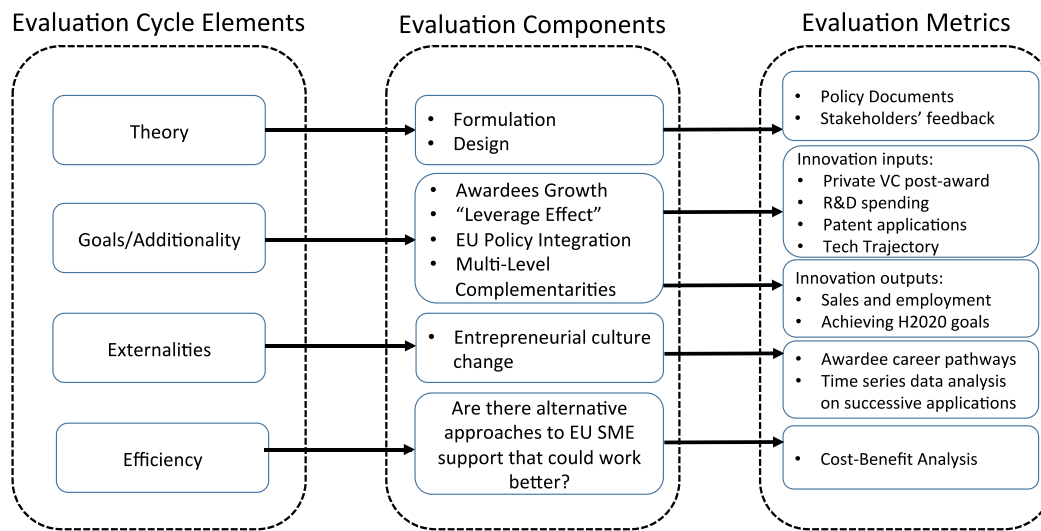 Evaluation Cycle Elements
Evaluation Components
Evaluation Metrics
Theory
• Formulation
• Design
• Policy Documents
• Stakeholders’ feedback
Goals/Additionality
• Awardees Growth
• “Leverage Effect”
• EU Policy Integration
• Multi-Level
Complementarities
Innovation inputs:
• Private VC post-award
• R&D spending
• Patent applications
• Tech Trajectory
Innovation outputs:
• Sales and employment
• Achieving H2020 goals
Externalities
• Entrepreneurial culture
change
• Awardee career pathways
• Time series data analysis
on successive applications
Efficiency
Are there alternative
approaches to EU SME
support that could work
better?
• Cost-Benefit Analysis